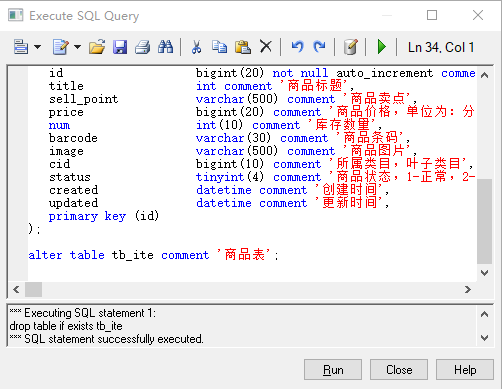 Execute SQL Query
Ln 34, Col 1
id bigint(20) not null auto_increment comme
title int comment '商品标题',
sell_point varchar(500) comment '商品卖点',
price bigint(20) comment '商品价格，单位为：分
num int(10) comment '库存数量',
barcode varchar(30) comment '商品条码',
image varchar(500) comment '商品图片',
cid bigint(10) comment '所属类目，叶子类目',
status tinyint(4) comment '商品状态，1-正常，2-
created datetime comment '创建时间',
updated datetime comment '更新时间',
primary key (id)
);
alter table tb_ite comment '商品表';
*** Executing SQL statement 1:
drop table if exists tb_ite
*** SQL statement successfully executed.
Run Close Help